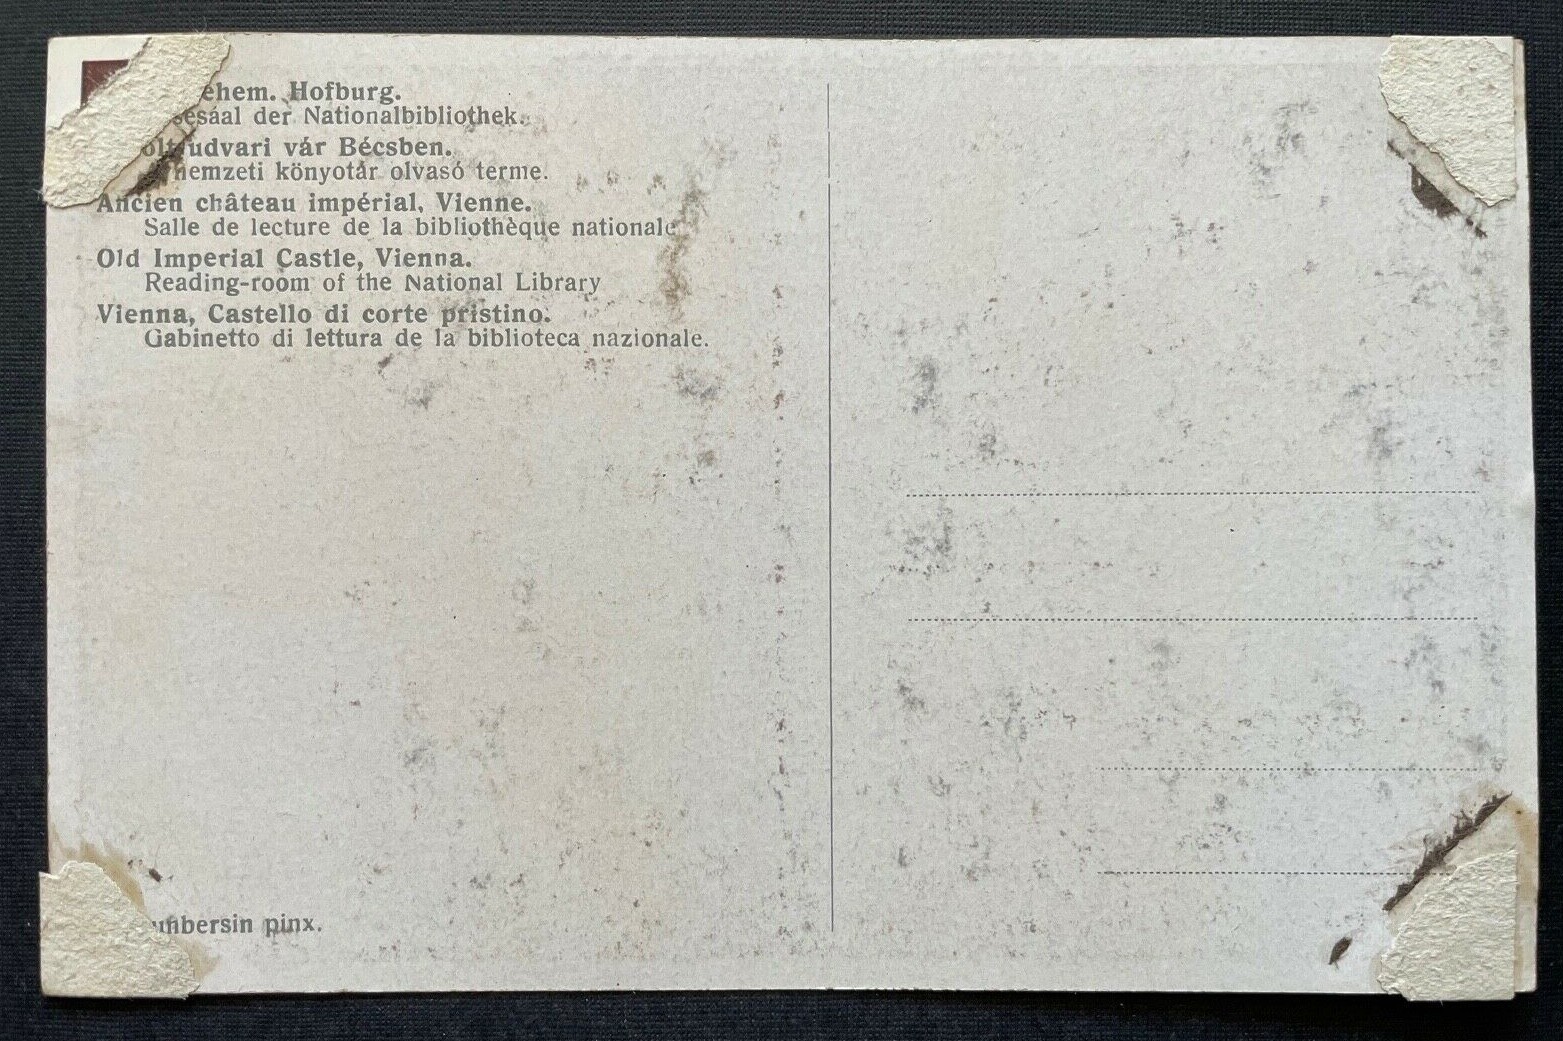 ehem. Hofburg.
esáal der Nationalbibliothek.
udvari vár Bécsben.
nemzeti könyotár olvasó terme.
Ancien château impérial, Vienne.
Salle de lecture de la bibliothèque nationale
Old Imperial Castle, Vienna.
Reading-room of the National Library
Vienna, Castello di corte pristino.
Gabinetto di lettura de la biblioteca nazionale.
pinx.